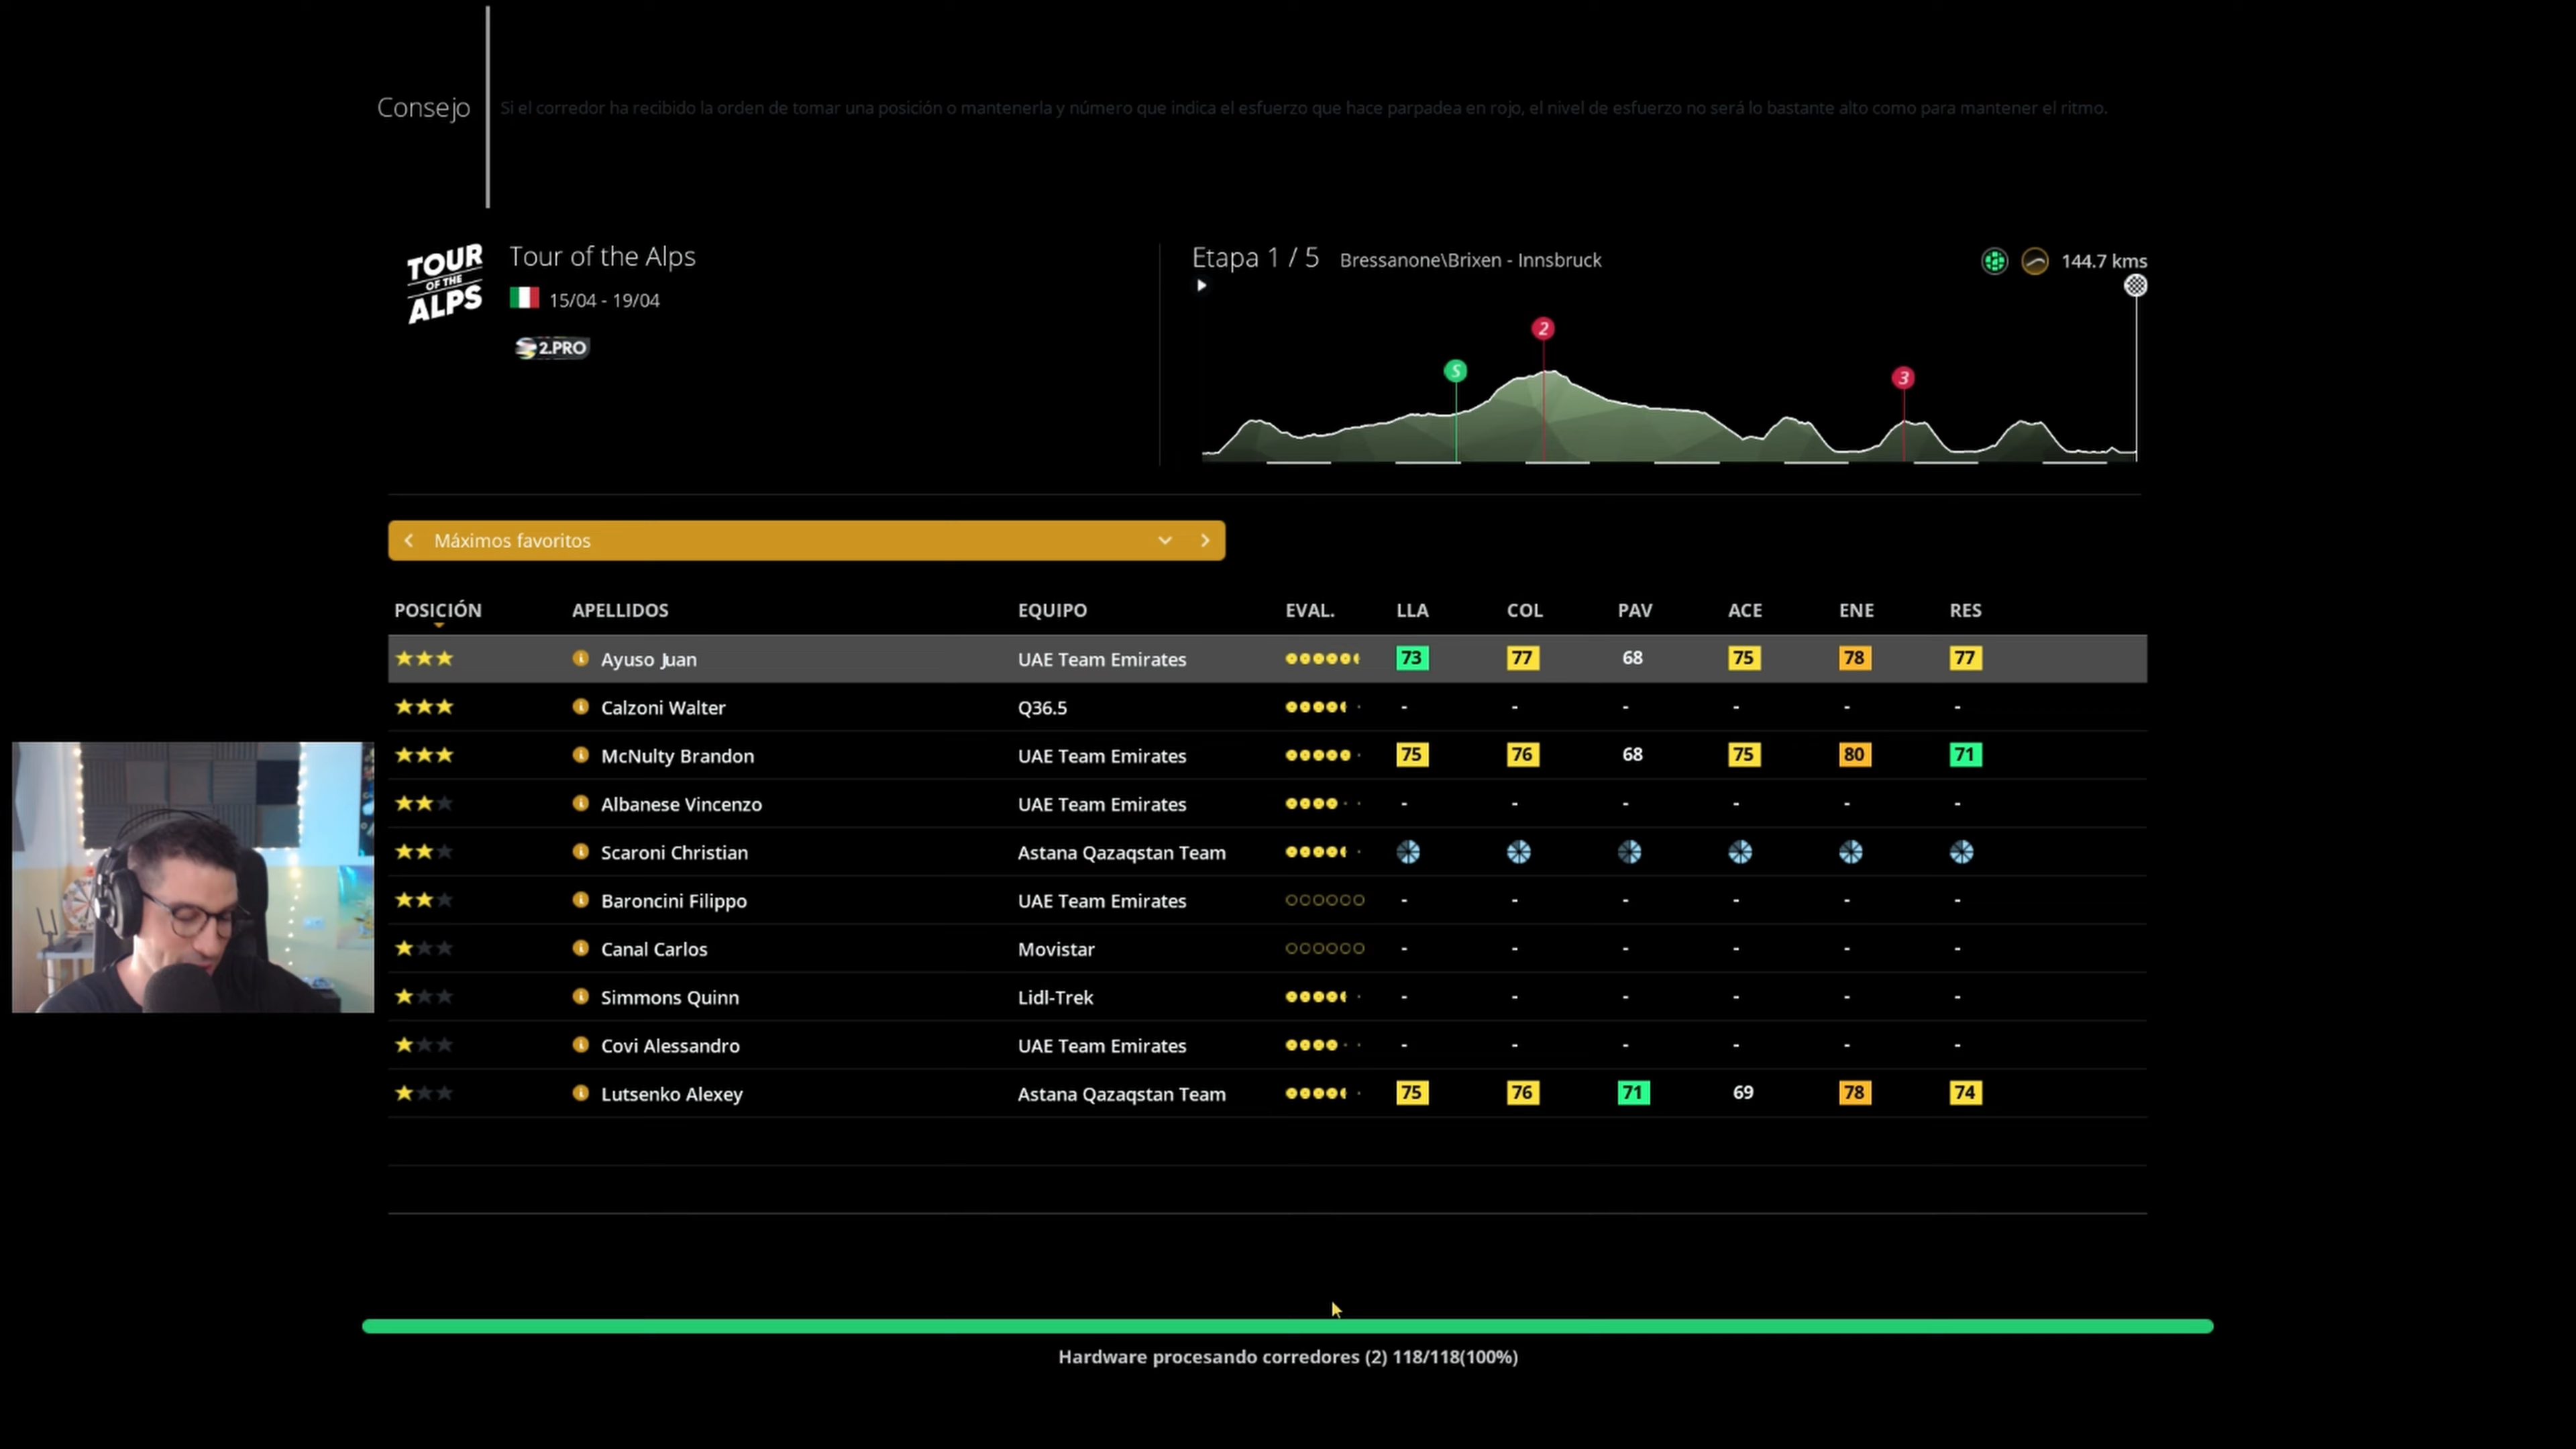 Consejo
Si el corredor ha recibido la orden de tomar una posición o mantenerla y número que indica el esfuerzo que hace parpadea en rojo, el nivel de esfuerzo no será lo bastante alto como para mantener el ritmo.
TOUR OF THE ALPS
Tour of the Alps
15/04 - 19/04
2.PRO
Etapa 1 / 5 Bressanone\Brixen - Innsbruck 144.7 kms
2
S
3
Máximos favoritos
POSICIÓN APELLIDOS EQUIPO EVAL. LLA COL PAV ACE ENE RES
Ayuso Juan UAE Team Emirates 73 77 68 75 78 77
Calzoni Walter Q36.5 - - - - - -
McNulty Brandon UAE Team Emirates 75 76 68 75 80 71
Albanese Vincenzo UAE Team Emirates - - - - - -
Scaroni Christian Astana Qazaqstan Team
Baroncini Filippo UAE Team Emirates - - - - - -
Canal Carlos Movistar - - - - - -
Simmons Quinn Lidl-Trek - - - - - -
Covi Alessandro UAE Team Emirates - - - - - -
Lutsenko Alexey Astana Qazaqstan Team 75 76 71 69 78 74
Hardware procesando corredores (2) 118/118(100%)